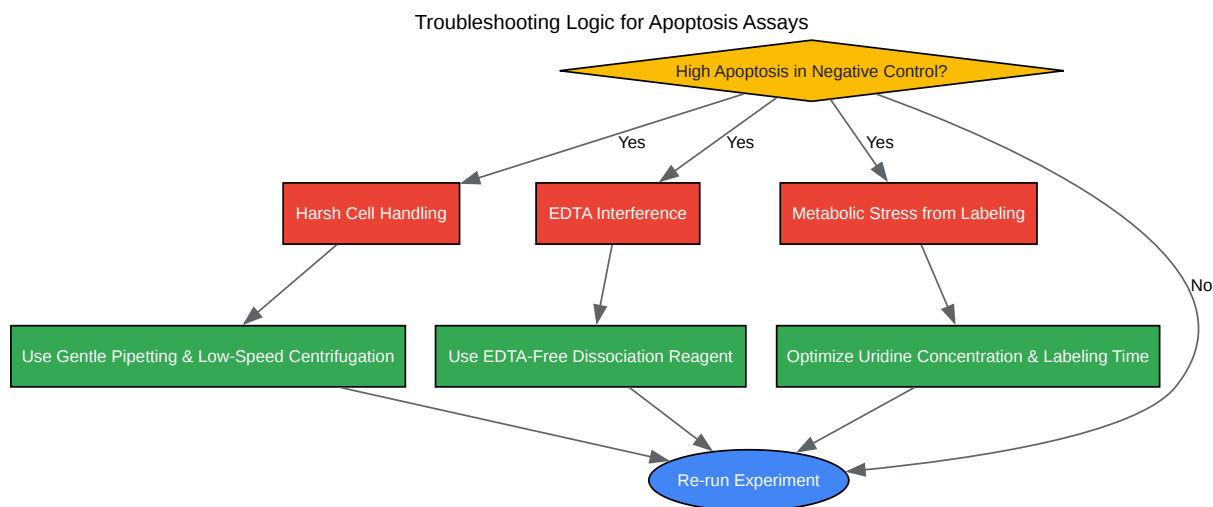 Troubleshooting Logic for Apoptosis Assays
High Apoptosis in Negative Control?
Yes
Yes
Yes
Harsh Cell Handling
EDTA Interference
Metabolic Stress from Labeling
No
Use Gentle Pipetting & Low-Speed Centrifugation
Use EDTA-Free Dissociation Reagent
Optimize Uridine Concentration & Labeling Time
Re-run Experiment